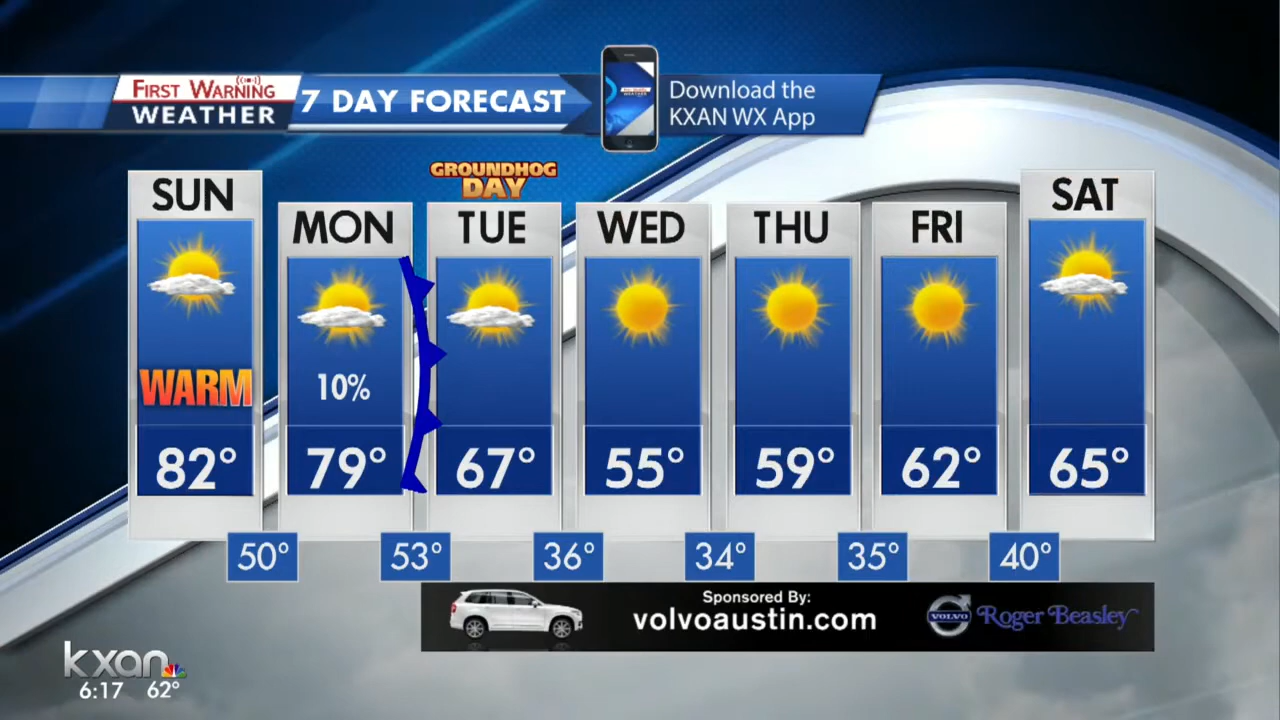 FIRST WARNING
WEATHER
7 DAY FORECAST
Download the
KXAN WX App
GROUNDHOG
DAY
SUN
MON
TUE
WED
THU
FRI
SAT
WARM
10%
82°
79°
67°
55°
59°
62°
65°
50°
53°
36°
34°
35°
40°
Sponsored By:
volvoaustin.com
VOLVO
Roger Beasley
kxan
6:17 62°